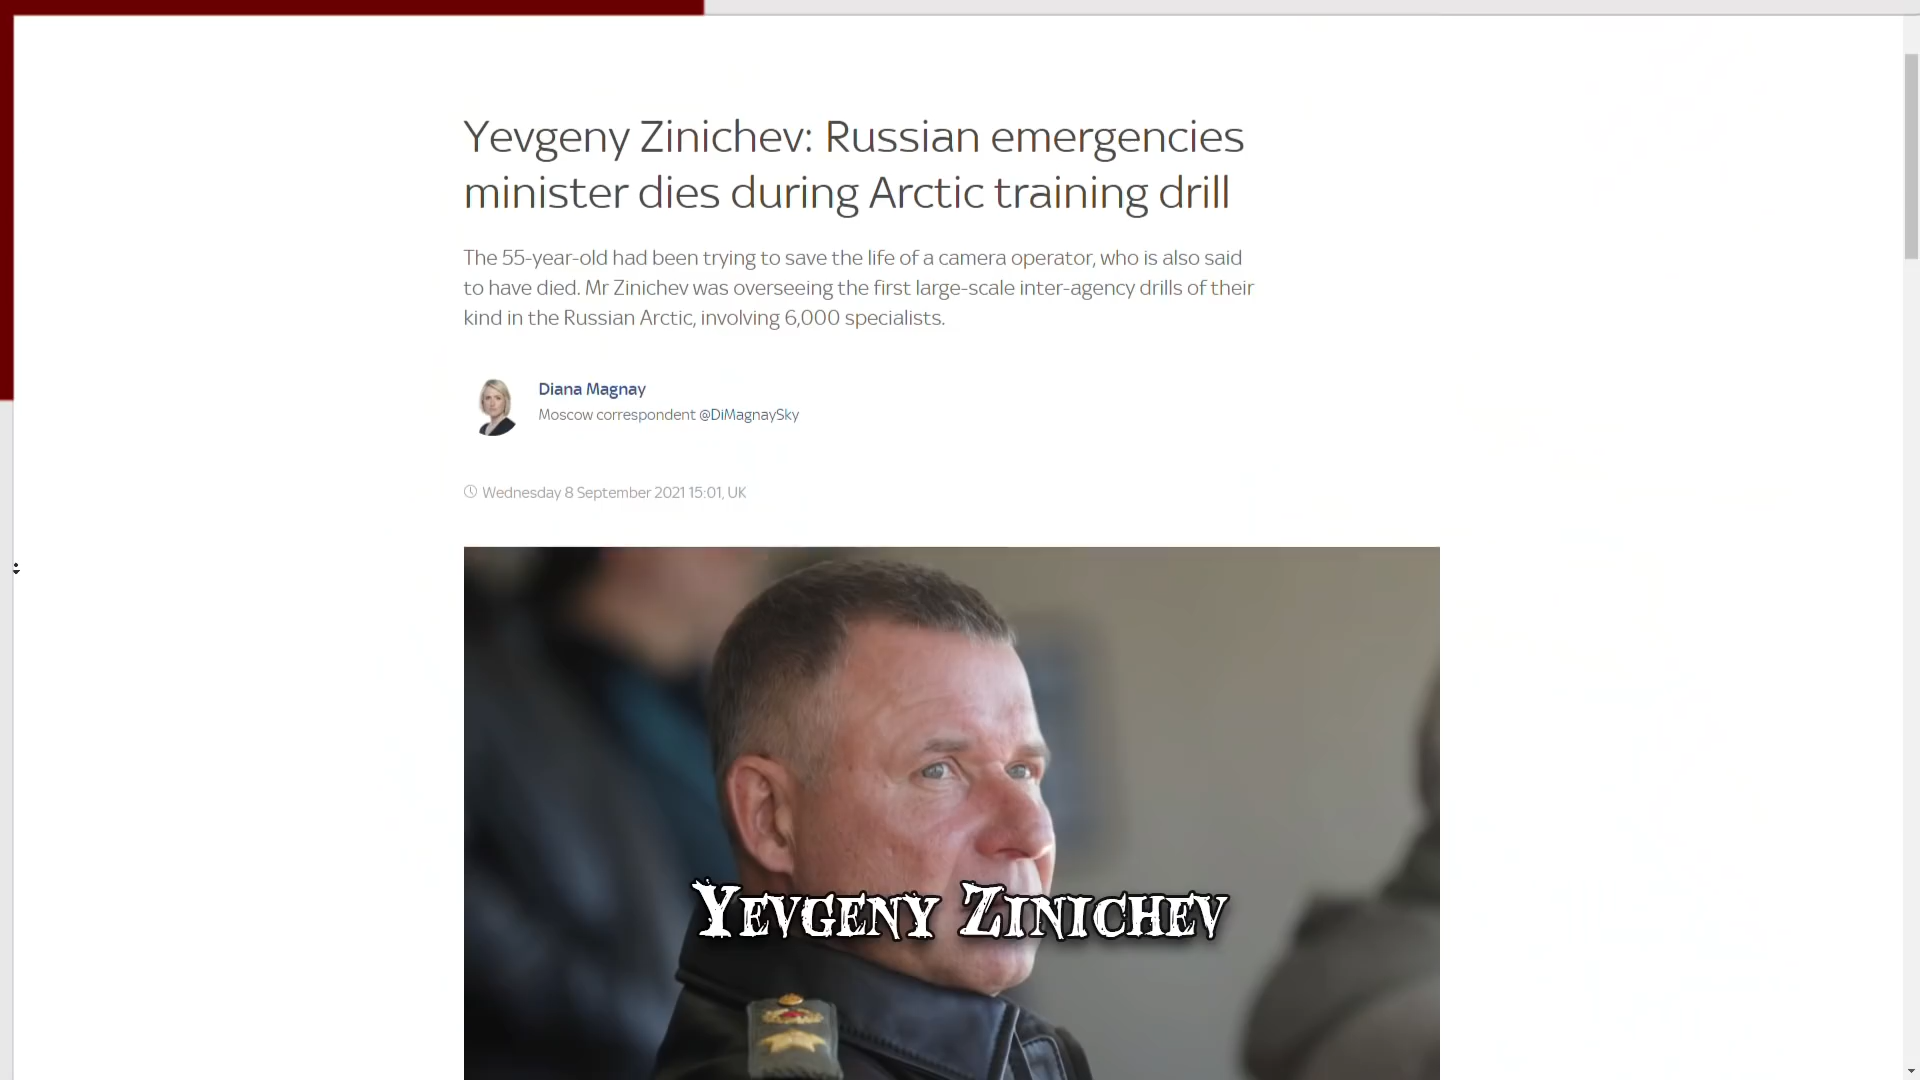 Yevgeny Zinichev: Russian emergencies
minister dies during Arctic training drill
The 55-year-old had been trying to save the life of a camera operator, who is also said
to have died. Mr Zinichev was overseeing the first large-scale inter-agency drills of their
kind in the Russian Arctic, involving 6,000 specialists.
Diana Magnay
Moscow correspondent @DiMagnaySky
Wednesday 8 September 2021 15:01, UK
Yevgeny Zinichev